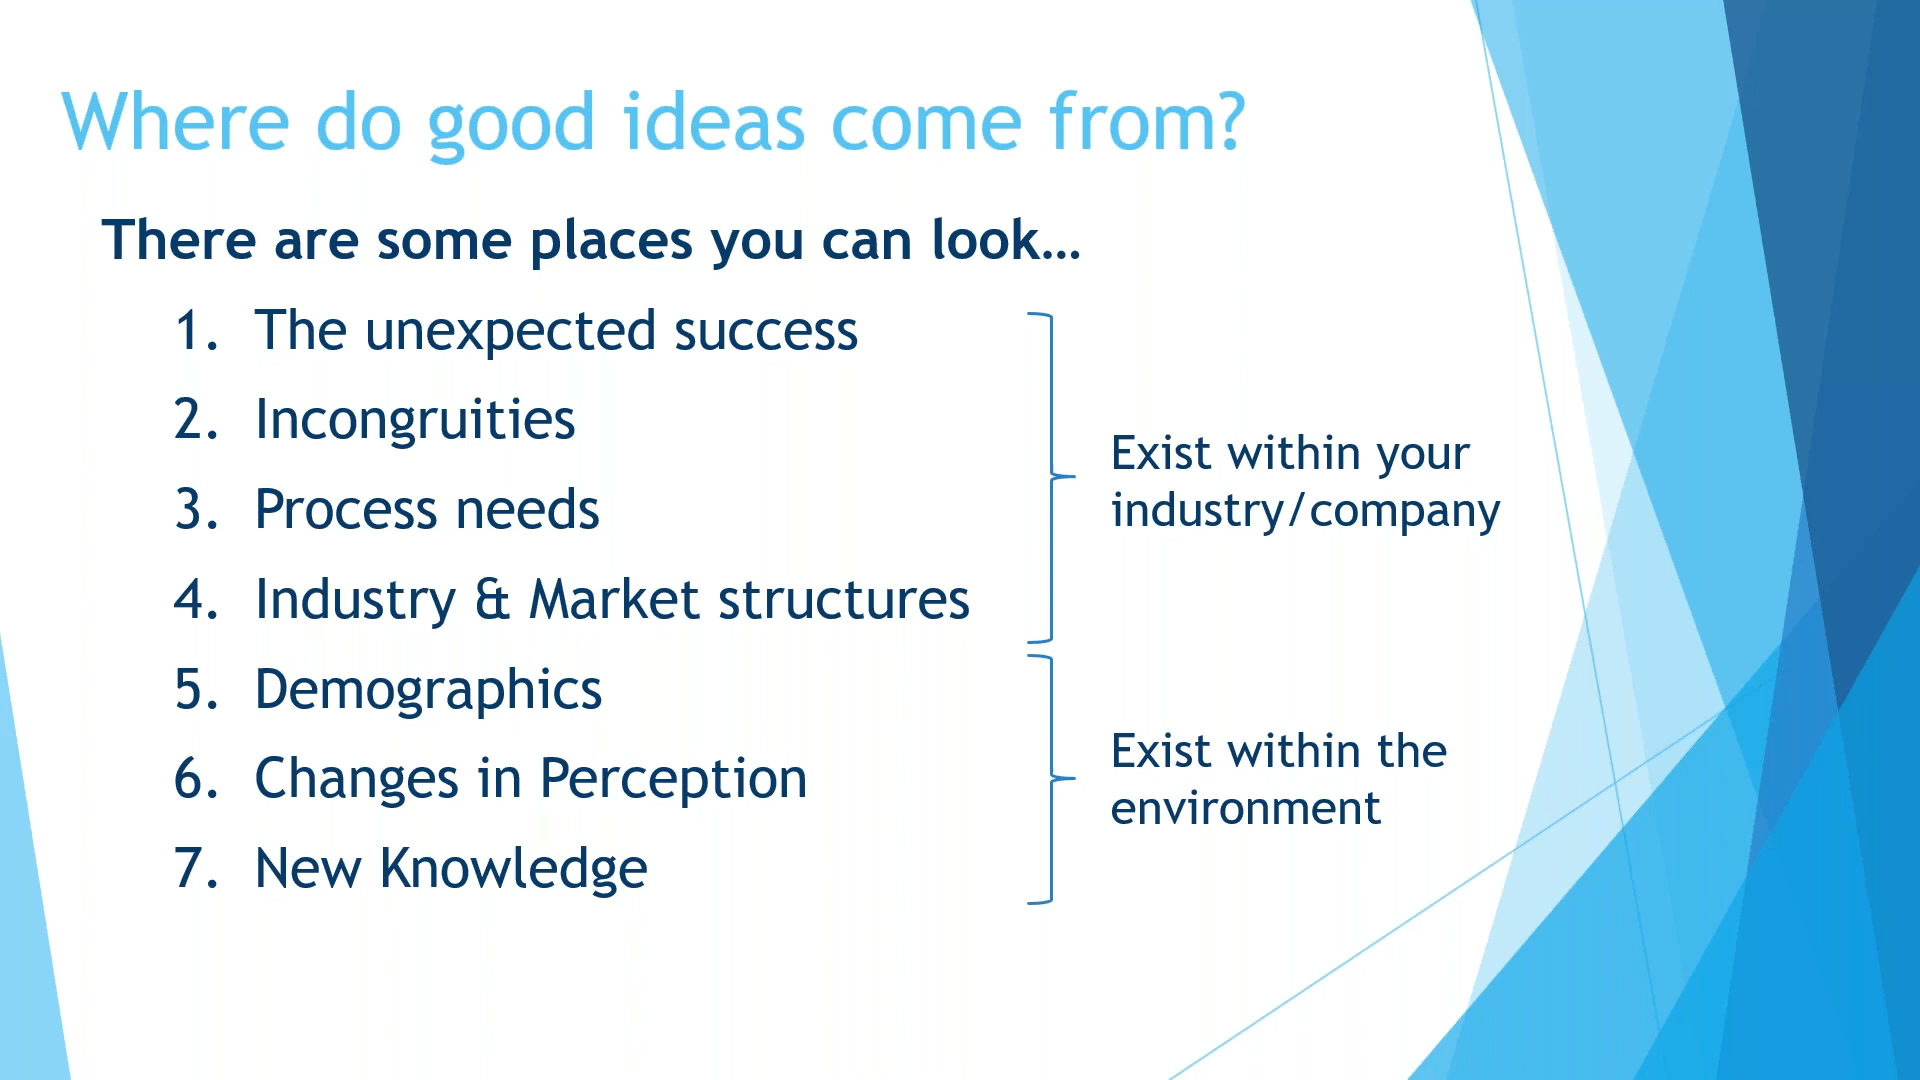 Where do good ideas come from?
There are some places you can look…
1. The unexpected success
2. Incongruities
3. Process needs
4. Industry & Market structures
5. Demographics
6. Changes in Perception
7. New Knowledge
Exist within your
industry/company
Exist within the
environment